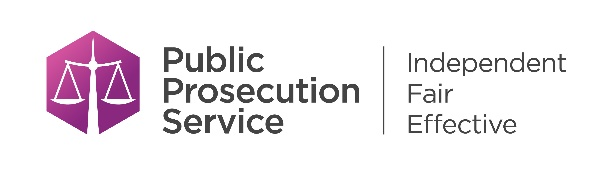 Public
Prosecution
Service
Independent
Fair
Effective